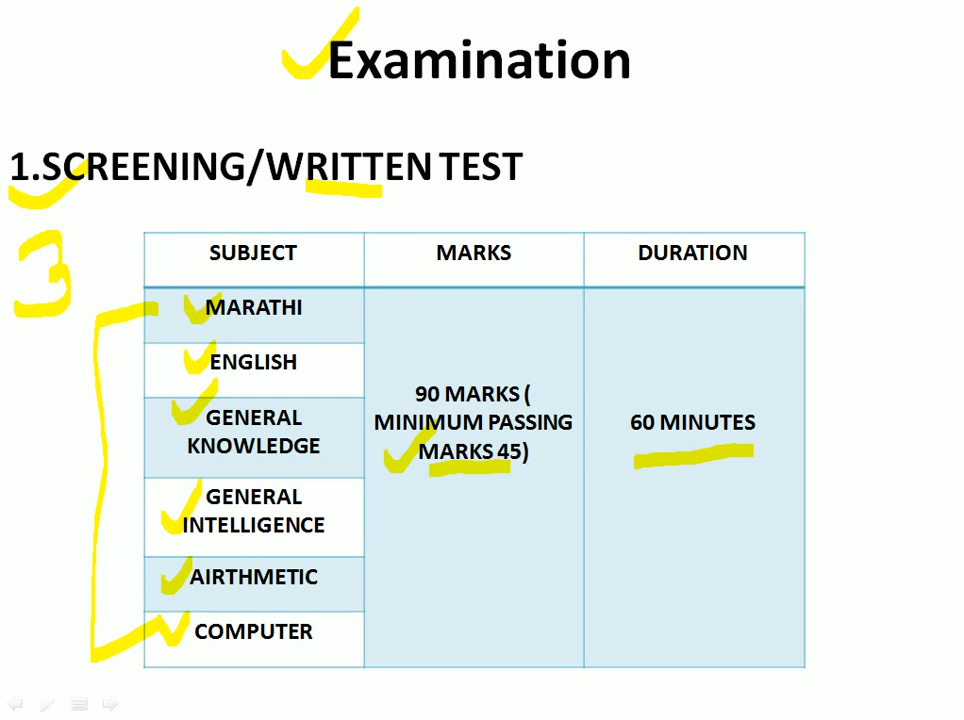 Examination
1.SCREENING/WRITTEN TEST
3
SUBJECT MARKS DURATION
MARATHI
ENGLISH
GENERAL
KNOWLEDGE
90 MARKS (
MINIMUM PASSING
MARKS 45)
60 MINUTES
GENERAL
INTELLIGENCE
AIRTHMETIC
COMPUTER